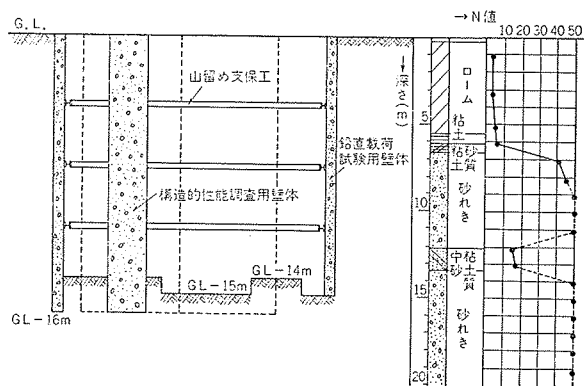 G.L.
山留め支保工
鉛直載荷
試験用壁体
構造的性能調査用壁体
GL-14m
GL-15m
GL-16m
→N値
10 20 30 40 50
→深さ(m)
5
10
15
20
ローム
粘土
粘土
砂質
砂れき
中砂
粘土質
砂れき